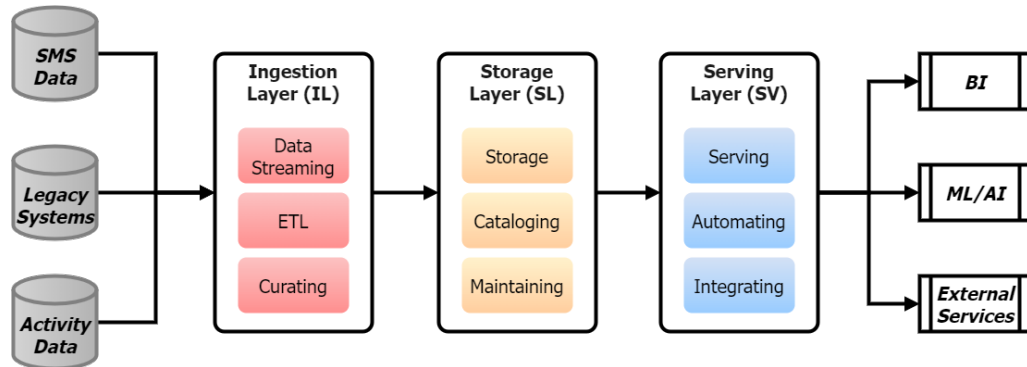 SMS
Data
Legacy
Systems
Activity
Data
Ingestion
Layer (IL)
Data
Streaming
ETL
Curating
Storage
Layer (SL)
Storage
Cataloging
Maintaining
Serving
Layer (SV)
Serving
Automating
Integrating
BI
ML/AI
External
Services